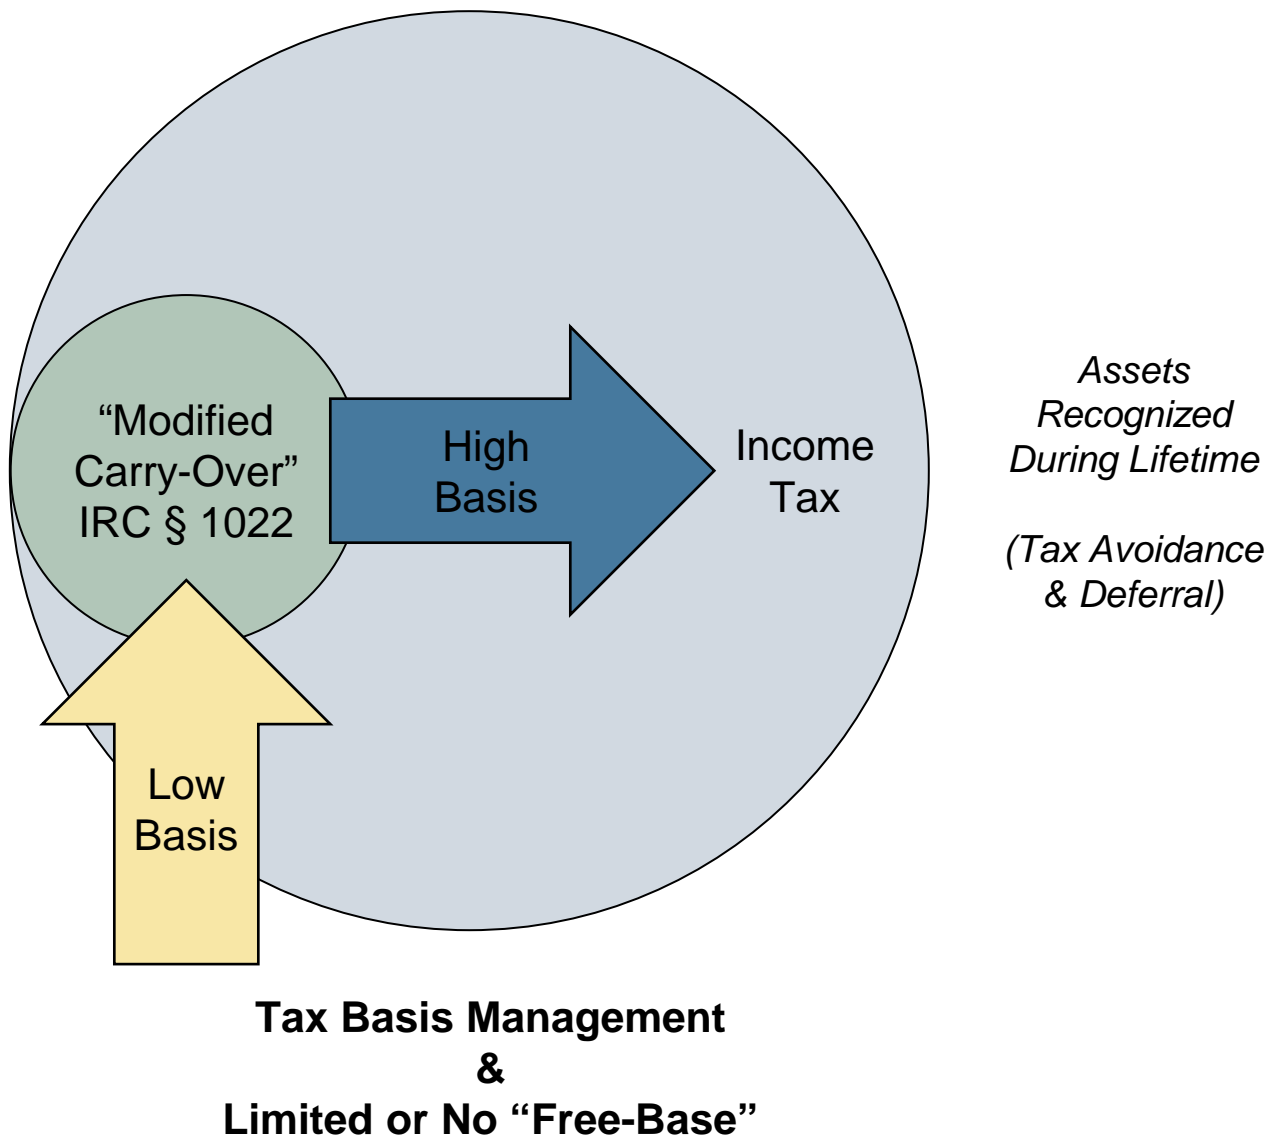 “Modified
Carry-Over”
IRC § 1022
High
Basis
Income
Tax
Assets
Recognized
During Lifetime
(Tax Avoidance
& Deferral)
Low
Basis
Tax Basis Management
&
Limited or No “Free-Base”